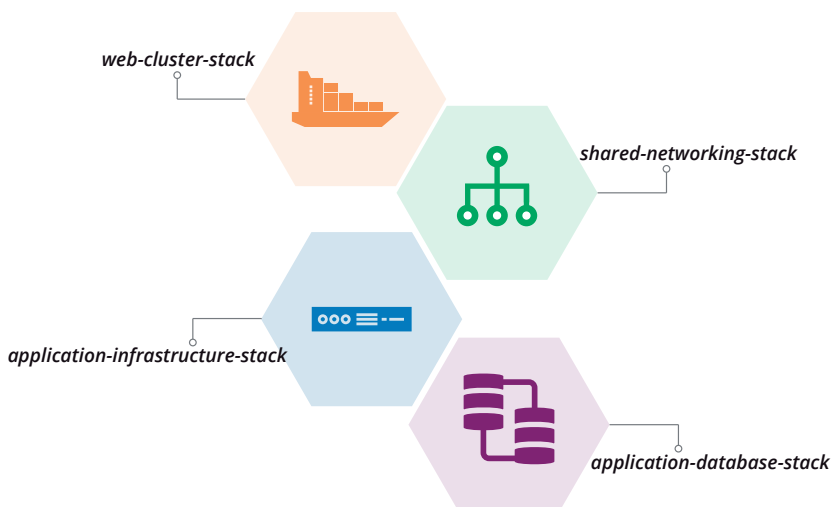 web-cluster-stack
shared-networking-stack
application-infrastructure-stack
application-database-stack